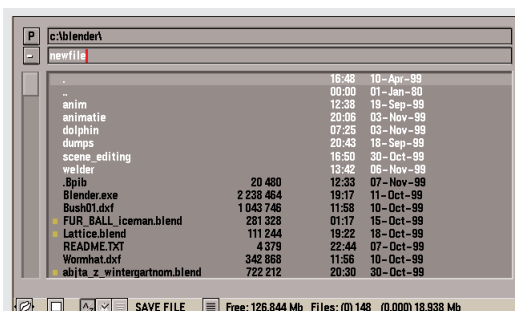 P c:\blender\
- newfile
. 16:48 10-Apr-99
.. 00:00 01-Jan-80
anim 12:38 19-Sep-99
animatie 20:06 03-Nov-99
dolphin 07:25 03-Nov-99
dumps 20:43 18-Sep-99
scene_editing 16:50 30-Oct-99
welder 13:42 06-Nov-99
.Bpib 20 480 12:33 07-Nov-99
Blender.exe 2 238 464 19:17 11-Oct-99
Bush01.dxf 1 043 746 11:58 10-Oct-99
FUR_BALL_iceman.blend 281 328 01:17 15-Oct-99
Lattice.blend 111 244 19:22 18-Oct-99
README.TXT 4 379 22:44 07-Oct-99
Wormhat.dxf 342 868 11:56 10-Oct-99
abjta_z_wintergartnom.blend 722 212 20:30 30-Oct-99
SAVE FILE Free: 126.844 Mb Files: (0) 148 (0.000) 18.938 Mb